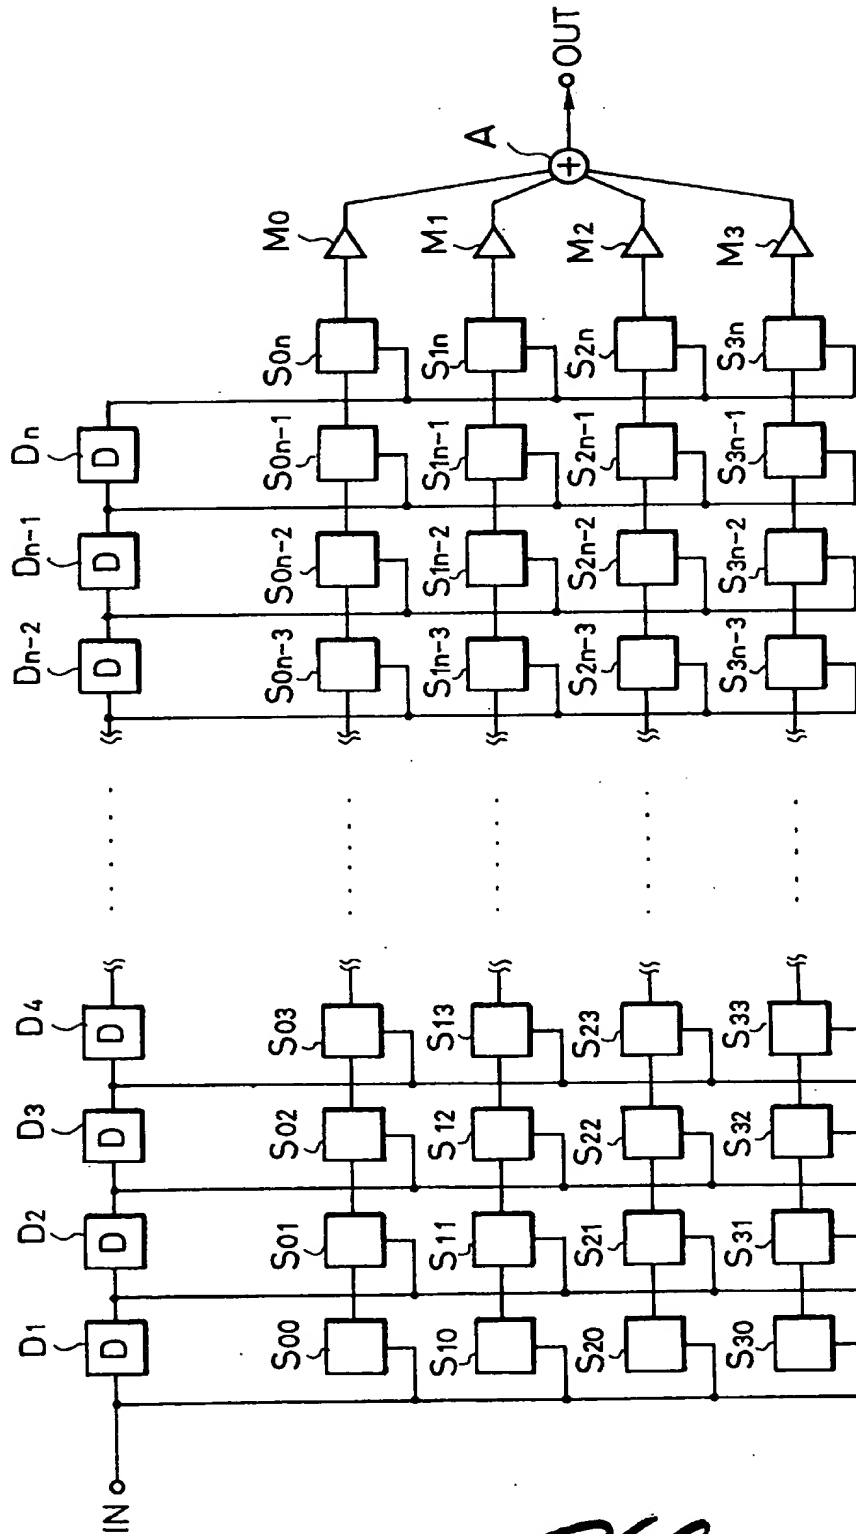 D1 D2 D3 D4 Dn-2 Dn-1 Dn
IN D D D D D D D
S00 S01 S02 S03 S0n-3 S0n-2 S0n-1 S0n M0
S10 S11 S12 S13 S1n-3 S1n-2 S1n-1 S1n M1
A
+ OUT
S20 S21 S22 S23 S2n-3 S2n-2 S2n-1 S2n M2
S30 S31 S32 S33 S3n-3 S3n-2 S3n-1 S3n M3